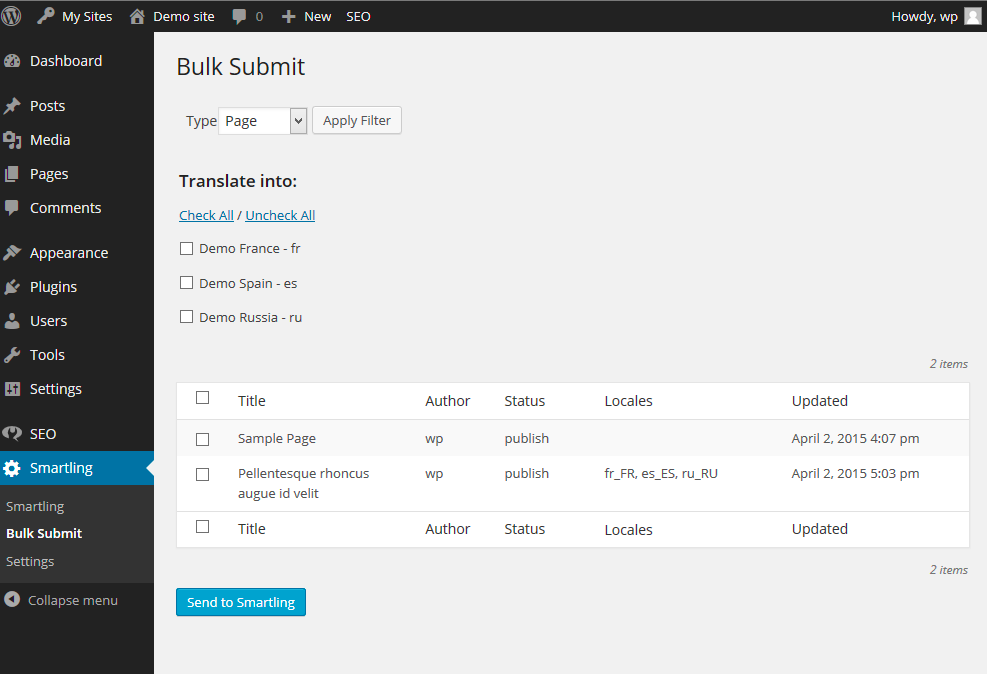 My Sites Demo site 0 New SEO Howdy, wp
Dashboard
Posts
Media
Pages
Comments
Appearance
Plugins
Users
Tools
Settings
SEO
Smartling
Smartling
Bulk Submit
Settings
Collapse menu
Bulk Submit
Type Page Apply Filter
Translate into:
Check All / Uncheck All
Demo France - fr
Demo Spain - es
Demo Russia - ru
2 items
Title Author Status Locales Updated
Sample Page wp publish April 2, 2015 4:07 pm
Pellentesque rhoncus wp publish fr_FR, es_ES, ru_RU April 2, 2015 5:03 pm
augue id velit
Title Author Status Locales Updated
2 items
Send to Smartling